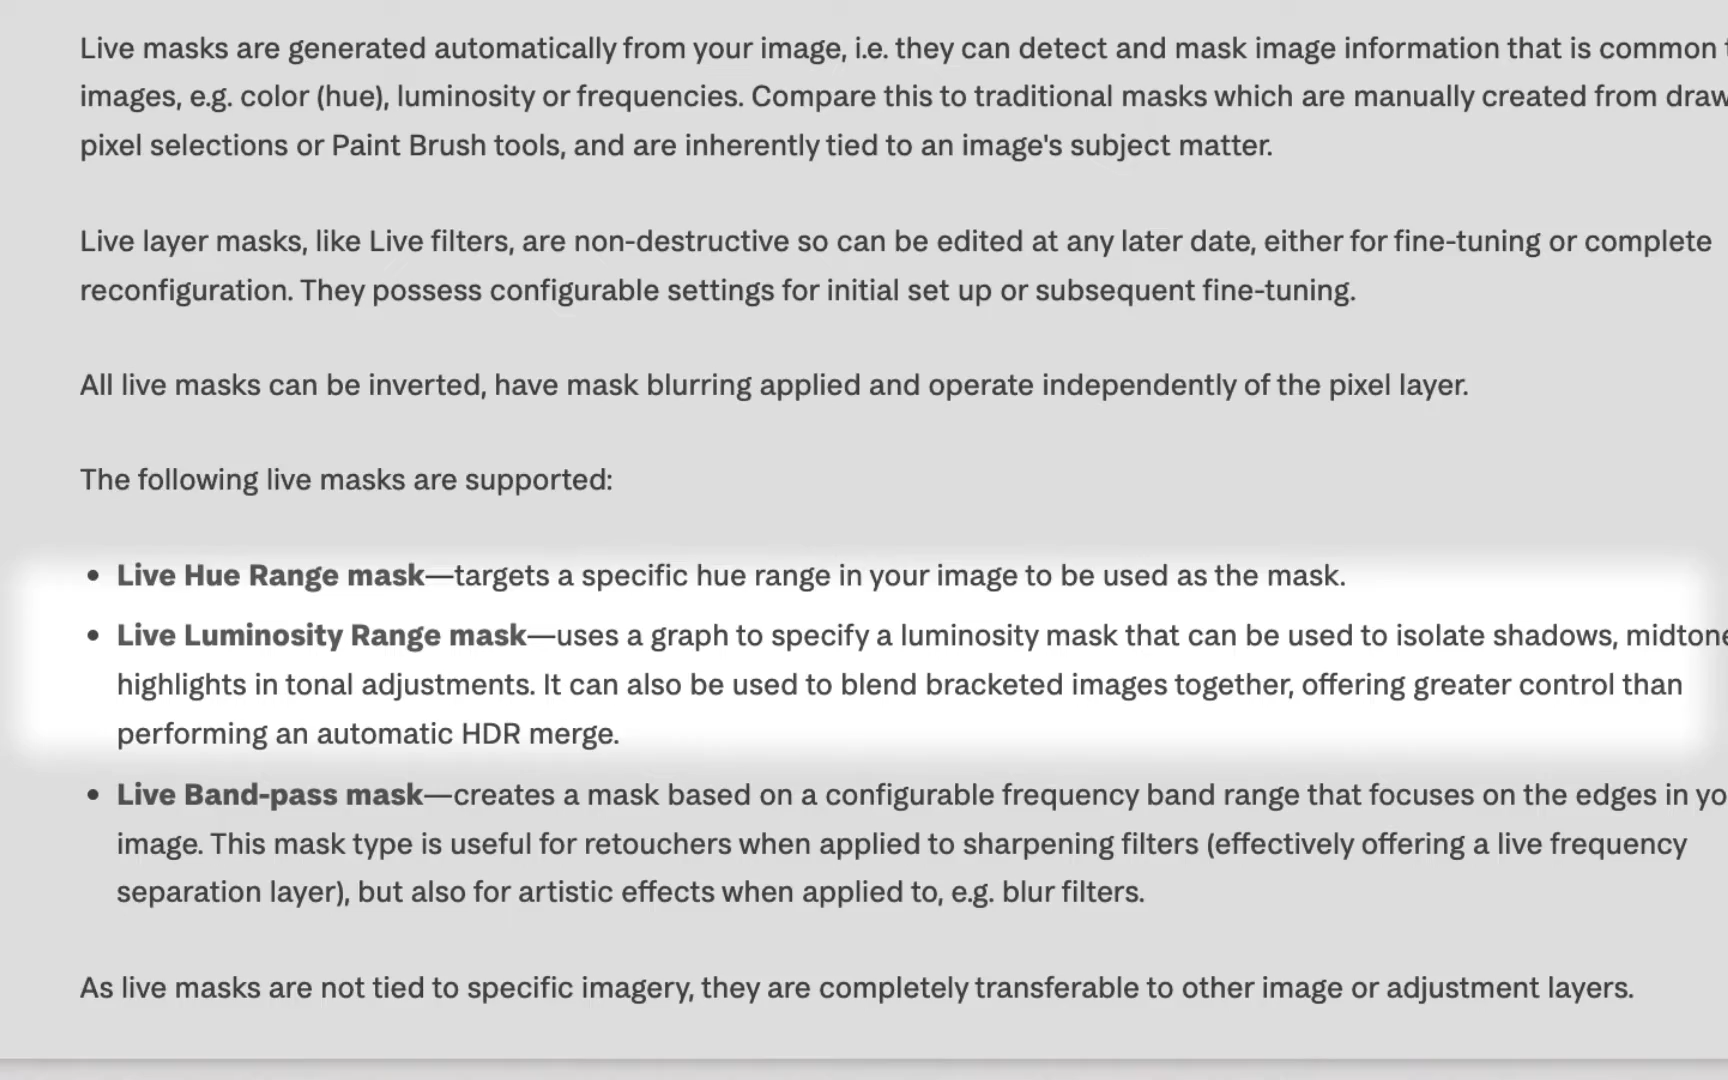 Live masks are generated automatically from your image, i.e. they can detect and mask image information that is common
images, e.g. color (hue), luminosity or frequencies. Compare this to traditional masks which are manually created from
pixel selections or Paint Brush tools, and are inherently tied to an image's subject matter.
Live layer masks, like Live filters, are non-destructive so can be edited at any later date, either for fine-tuning or complete
reconfiguration. They possess configurable settings for initial set up or subsequent fine-tuning.
All live masks can be inverted, have mask blurring applied and operate independently of the pixel layer.
The following live masks are supported:
• Live Hue Range mask—targets a specific hue range in your image to be used as the mask.
• Live Luminosity Range mask—uses a graph to specify a luminosity mask that can be used to isolate shadows,
highlights in tonal adjustments. It can also be used to blend bracketed images together, offering greater control than
performing an automatic HDR merge.
• Live Band-pass mask—creates a mask based on a configurable frequency band range that focuses on the edges in
image. This mask type is useful for retouchers when applied to sharpening filters (effectively offering a live frequency
separation layer), but also for artistic effects when applied to, e.g. blur filters.
As live masks are not tied to specific imagery, they are completely transferable to other image or adjustment layers.